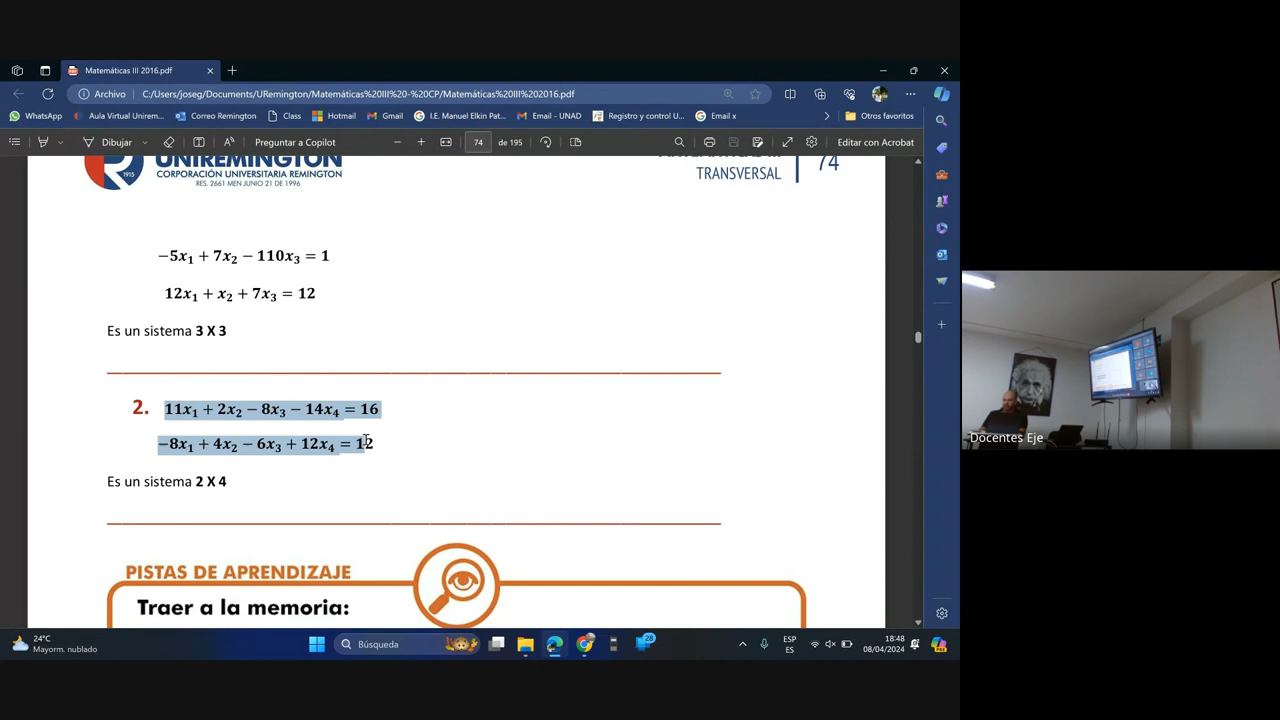 Matemáticas III 2016.pdf
Archivo
C:/Users/joseg/Documents/URemington/Matemáticas%20III%20-%20CP/Matemáticas%20III%202016.pdf
WhatsApp
Aula Virtual Unirem...
Correo Remington
Class
Hotmail
Gmail
I.E. Manuel Elkin Pat...
Email - UNAD
Registro y control U...
Email x
Otros favoritos
Dibujar
Preguntar a Copilot
74
de 195
Editar con Acrobat
UNIREMINGTON
CORPORACIÓN UNIVERSITARIA REMINGTON
RES. 2661 MEN JUNIO 21 DE 1996
1915
TRANSVERSAL
74
−5x₁ + 7x₂ − 110x₃ = 1
12x₁ + x₂ + 7x₃ = 12
Es un sistema 3 X 3
2. 11x₁ + 2x₂ − 8x₃ − 14x₄ = 16
−8x₁ + 4x₂ − 6x₃ + 12x₄ = 12
Es un sistema 2 X 4
PISTAS DE APRENDIZAJE
Traer a la memoria:
Docentes Eje
24°C
Mayorm. nublado
Búsqueda
28
ESP
ES
18:48
08/04/2024